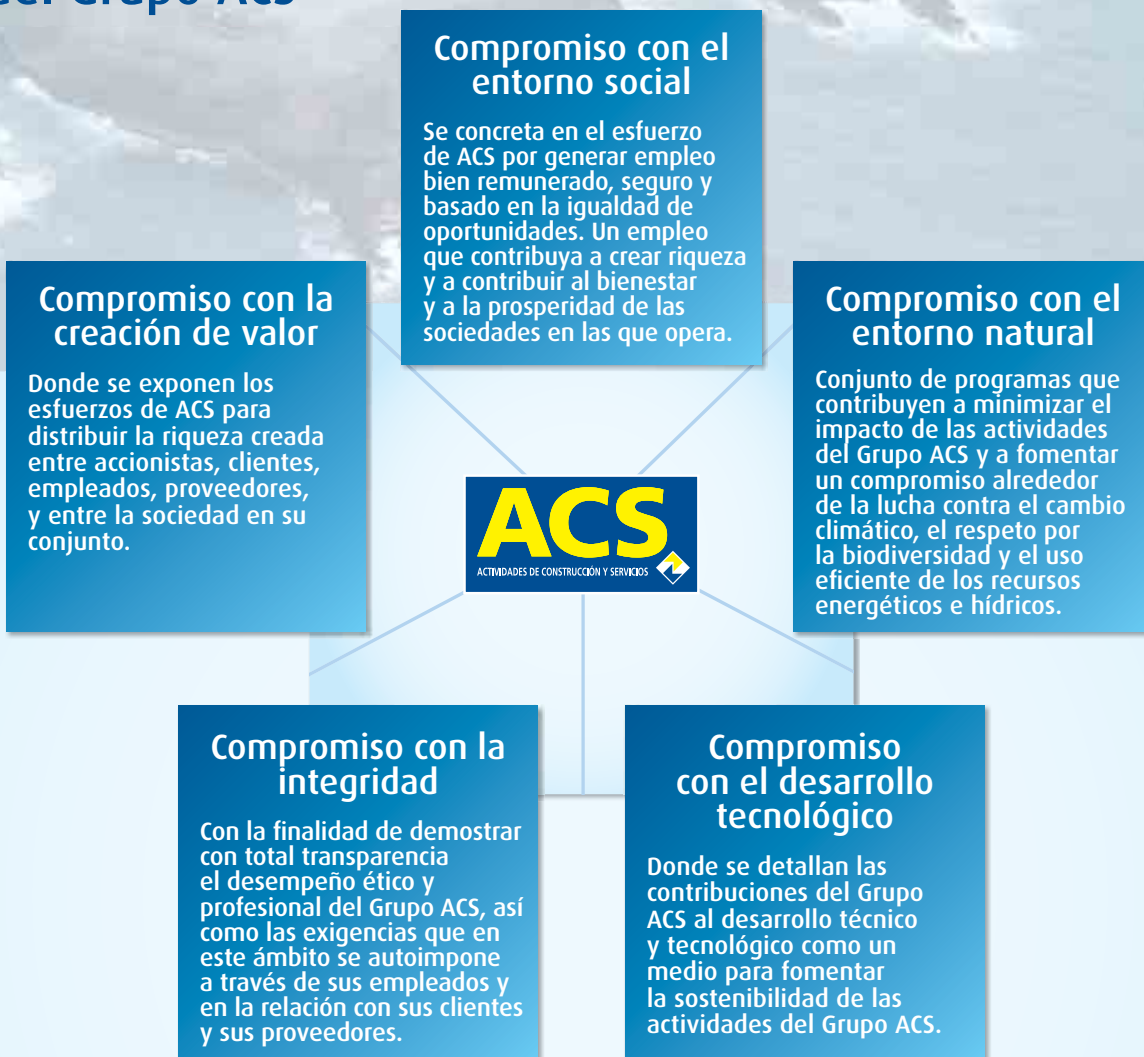 del Grupo ACS
Compromiso con el
entorno social
Se concreta en el esfuerzo
de ACS por generar empleo
bien remunerado, seguro y
basado en la igualdad de
oportunidades. Un empleo
que contribuya a crear riqueza
y a contribuir al bienestar
y a la prosperidad de las
sociedades en las que opera.
Compromiso con la
creación de valor
Donde se exponen los
esfuerzos de ACS para
distribuir la riqueza creada
entre accionistas, clientes,
empleados, proveedores,
y entre la sociedad en su
conjunto.
Compromiso con el
entorno natural
Conjunto de programas que
contribuyen a minimizar el
impacto de las actividades
del Grupo ACS y a fomentar
un compromiso alrededor
de la lucha contra el cambio
climático, el respeto por
la biodiversidad y el uso
eficiente de los recursos
energéticos e hídricos.
ACS
ACTIVIDADES DE CONSTRUCCIÓN Y SERVICIOS
Compromiso con la
integridad
Con la finalidad de demostrar
con total transparencia
el desempeño ético y
profesional del Grupo ACS, así
como las exigencias que en
este ámbito se autoimpone
a través de sus empleados y
en la relación con sus clientes
y sus proveedores.
Compromiso
con el desarrollo
tecnológico
Donde se detallan las
contribuciones del Grupo
ACS al desarrollo técnico
y tecnológico como un
medio para fomentar
la sostenibilidad de las
actividades del Grupo ACS.